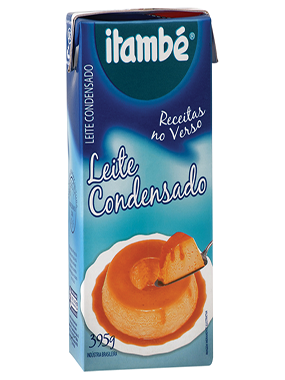 itambé
LEITE CONDENSADO
Receitas
no Verso
Leite
Condensado
395g
INDÚSTRIA BRASILEIRA